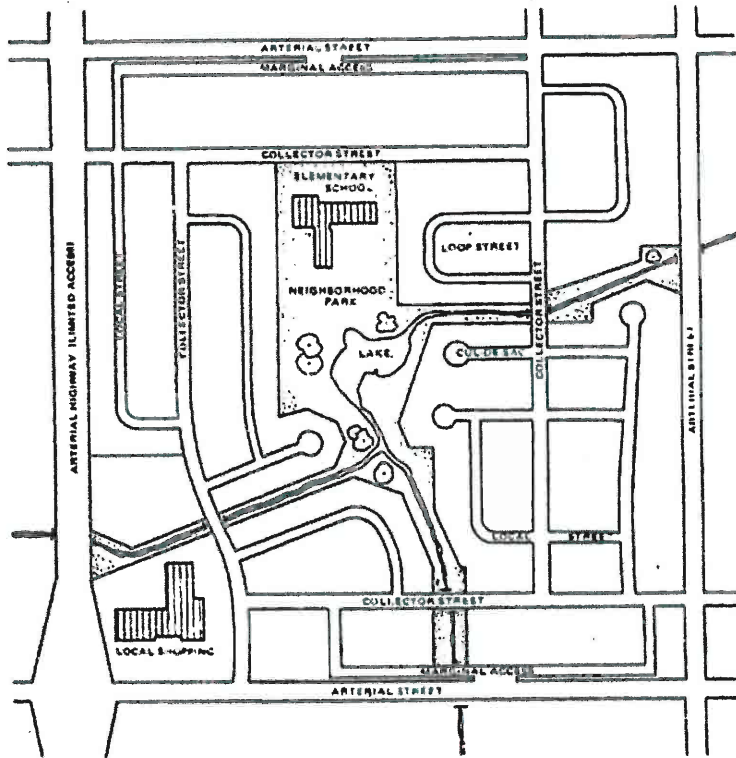 ARTERIAL STREET
MARGINAL ACCESS
COLLECTOR STREET
ELEMENTARY
SCHOOL
LOOP STREET
NEIGHBORHOOD
PARK
LAKE
CUL DE SAC
LOCAL STREET
COLLECTOR STREET
COLLECTOR STREET
ARTERIAL HIGHWAY (LIMITED ACCESS)
ARTERIAL STREET
LOCAL STREET
COLLECTOR STREET
LOCAL SHOPPING
MARGINAL ACCESS
ARTERIAL STREET